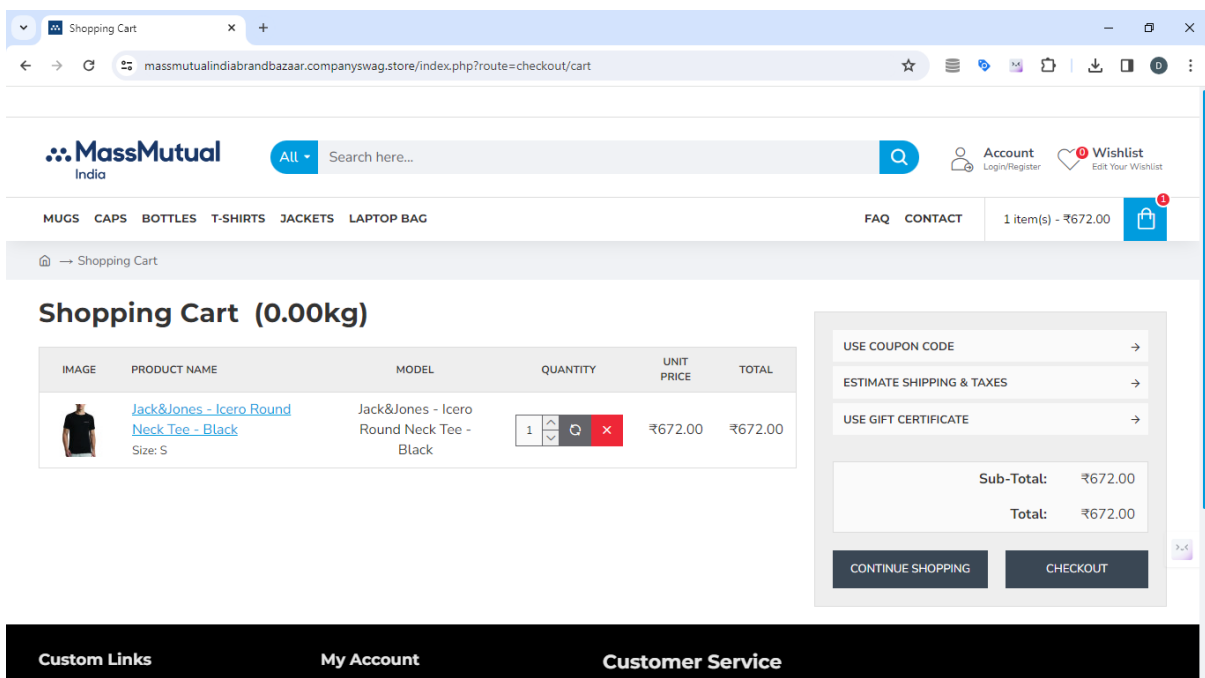 Shopping Cart
massmutualindiabrandbazaar.companyswag.store/index.php?route=checkout/cart
D
MassMutual
India
All
Search here...
Account
Login/Register
0
Wishlist
Edit Your Wishlist
MUGS CAPS BOTTLES T-SHIRTS JACKETS LAPTOP BAG
FAQ CONTACT
1 item(s) - ₹672.00
1
→ Shopping Cart
Shopping Cart (0.00kg)
IMAGE PRODUCT NAME MODEL QUANTITY UNIT PRICE TOTAL
Jack&Jones - Icero Round
Neck Tee - Black
Size: S
Jack&Jones - Icero
Round Neck Tee -
Black
1
₹672.00
₹672.00
USE COUPON CODE
ESTIMATE SHIPPING & TAXES
USE GIFT CERTIFICATE
Sub-Total: ₹672.00
Total: ₹672.00
CONTINUE SHOPPING
CHECKOUT
Custom Links
My Account
Customer Service